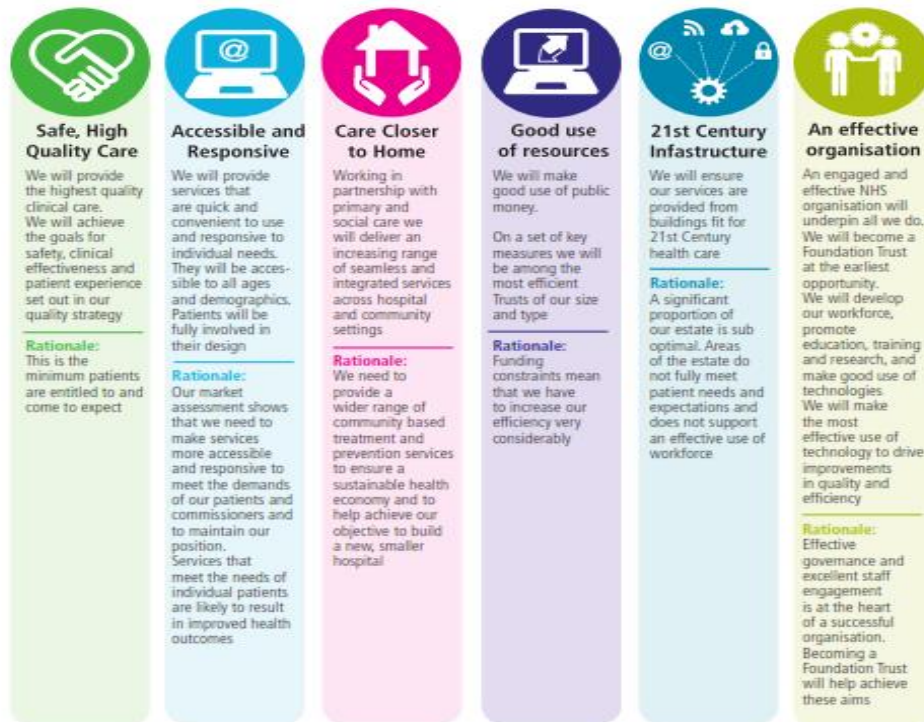 Safe, High
Quality Care
We will provide
the highest quality
clinical care.
We will achieve
the goals for
safety, clinical
effectiveness and
patient experience
set out in our
quality strategy
Rationale:
This is the
minimum patients
are entitled to and
come to expect
@
Accessible and
Responsive
We will provide
services that
are quick and
convenient to use
and responsive to
individual needs.
They will be acces-
sible to all ages
and demographics.
Patients will be
fully involved in
their design
Rationale:
Our market
assessment shows
that we need to
make services
more accessible
and responsive to
meet the demands
of our patients and
commissioners and
to maintain our
position.
Services that
meet the needs of
individual patients
are likely to result
in improved health
outcomes
Care Closer
to Home
Working in
partnership with
primary and
social care we
will deliver an
increasing range
of seamless and
integrated services
across hospital
and community
settings
Rationale:
We need to
provide a
wider range of
community based
treatment and
prevention services
to ensure a
sustainable health
economy and to
help achieve our
objective to build
a new, smaller
hospital
Good use
of resources
We will make
good use of public
money.
On a set of key
measures we will
be among the
most efficient
Trusts of our size
and type
Rationale:
Funding
constraints mean
that we have
to increase our
efficiency very
considerably
@
21st Century
Infastructure
We will ensure
our services are
provided from
buildings fit for
21st Century
health care
Rationale:
A significant
proportion of
our estate is sub
optimal. Areas
of the estate do
not fully meet
patient needs and
expectations and
does not support
an effective use of
workforce
An effective
organisation
An engaged and
effective NHS
organisation will
underpin all we do.
We will become a
Foundation Trust
at the earliest
opportunity.
We will develop
our workforce,
promote
education, training
and research, and
make good use of
technologies
We will make
the most
effective use of
technology to drive
improvements
in quality and
efficiency
Rationale:
Effective
governance and
excellent staff
engagement
is at the heart
of a successful
organisation.
Becoming a
Foundation Trust
will help achieve
these aims